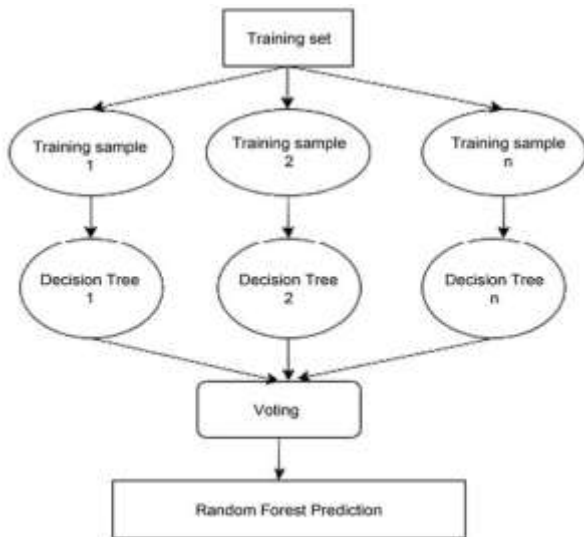 Training set
Training sample
1
Training sample
2
Training sample
n
Decision Tree
1
Decision Tree
2
Decision Tree
n
Voting
Random Forest Prediction